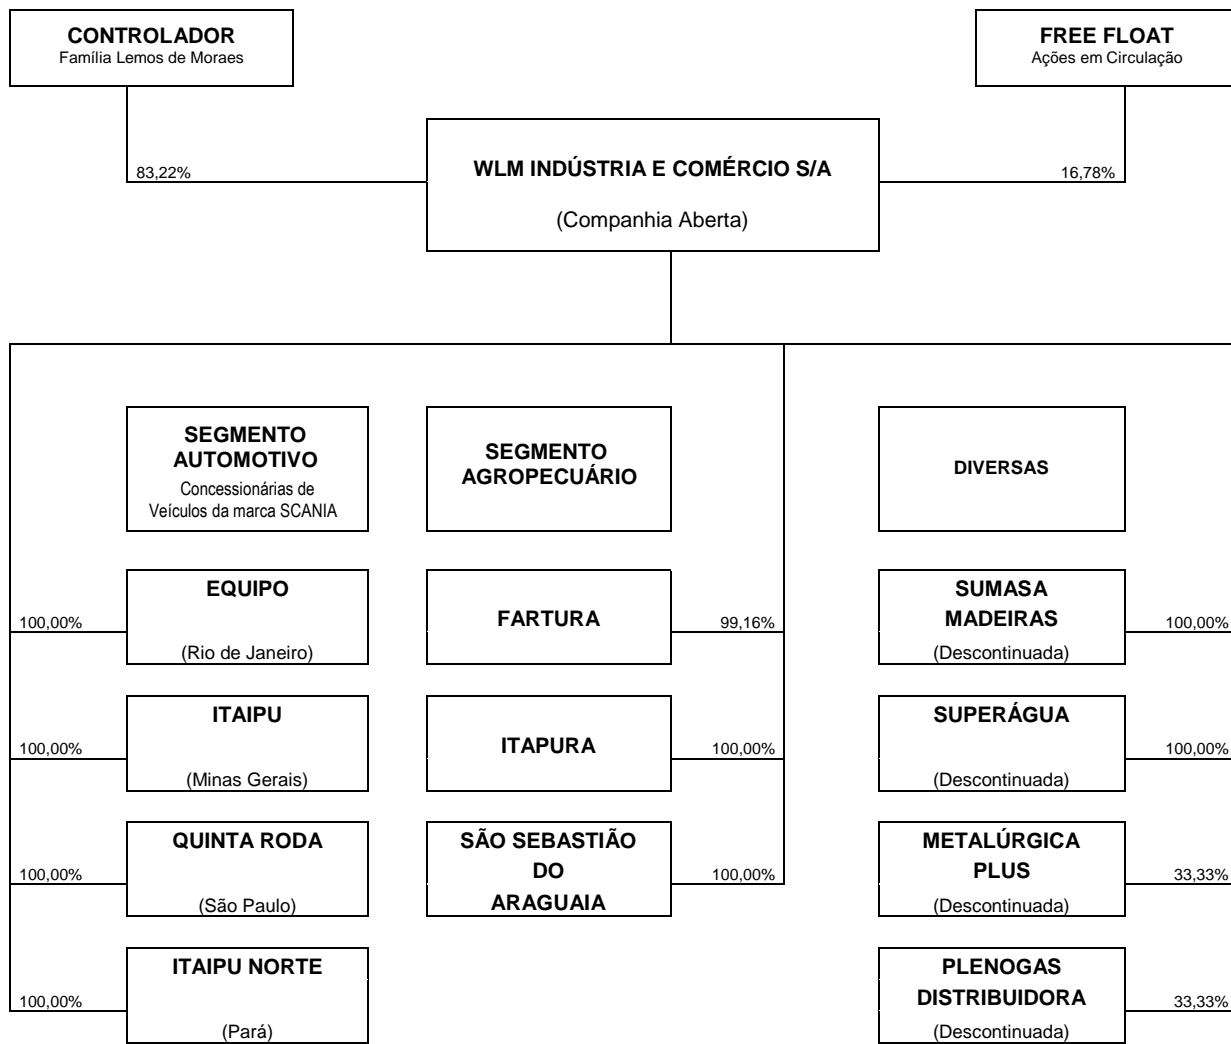 CONTROLADOR
Família Lemos de Moraes
FREE FLOAT
Ações em Circulação
83,22%
WLM INDÚSTRIA E COMÉRCIO S/A
(Companhia Aberta)
16,78%
SEGMENTO
AUTOMOTIVO
Concessionárias de
Veículos da marca SCANIA
SEGMENTO
AGROPECUÁRIO
DIVERSAS
100,00%
EQUIPO
(Rio de Janeiro)
FARTURA
99,16%
SUMASA
MADEIRAS
(Descontinuada)
100,00%
100,00%
ITAIPU
(Minas Gerais)
ITAPURA
100,00%
SUPERÁGUA
(Descontinuada)
100,00%
100,00%
QUINTA RODA
(São Paulo)
SÃO SEBASTIÃO
DO
ARAGUAIA
100,00%
METALÚRGICA
PLUS
(Descontinuada)
33,33%
100,00%
ITAIPU NORTE
(Pará)
PLENOGAS
DISTRIBUIDORA
(Descontinuada)
33,33%